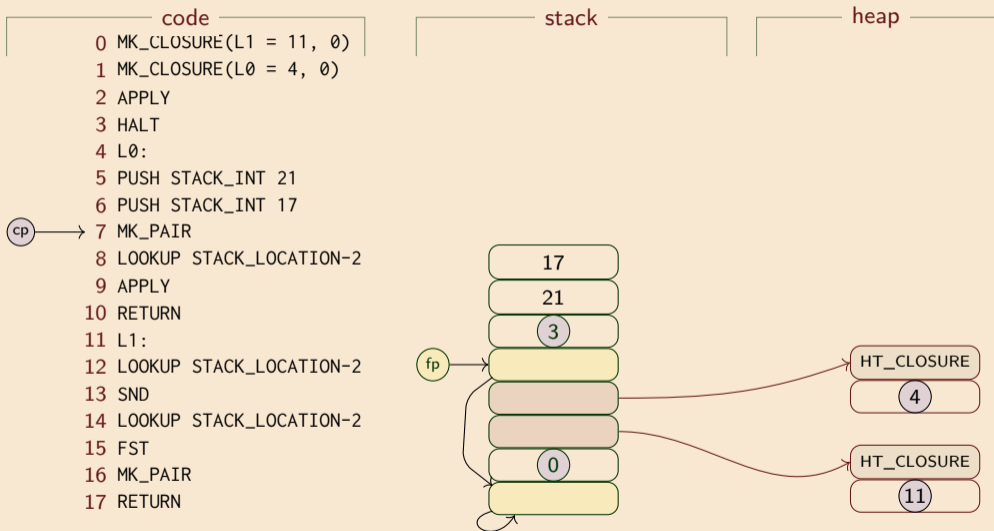 code
0 MK_CLOSURE(L1 = 11, 0)
1 MK_CLOSURE(L0 = 4, 0)
2 APPLY
3 HALT
4 L0:
5 PUSH STACK_INT 21
6 PUSH STACK_INT 17
cp
7 MK_PAIR
8 LOOKUP STACK_LOCATION-2
9 APPLY
10 RETURN
11 L1:
12 LOOKUP STACK_LOCATION-2
13 SND
14 LOOKUP STACK_LOCATION-2
15 FST
16 MK_PAIR
17 RETURN
stack
17
21
3
fp
0
heap
HT_CLOSURE
4
HT_CLOSURE
11